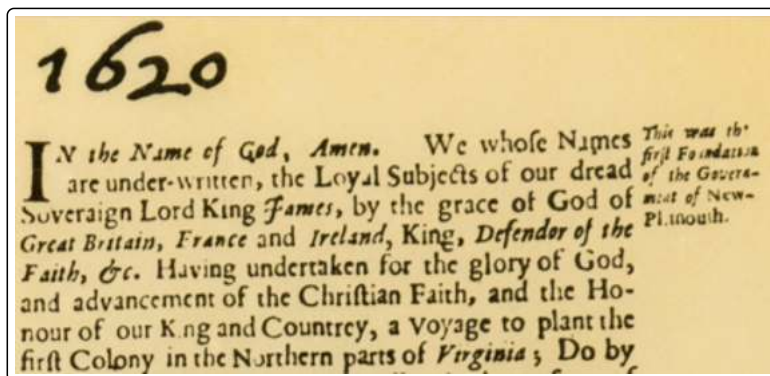 1620
IN the Name of God, Amen. We whoſe Names
are under-written, the Loyal Subjects of our dread
Soveraign Lord King James, by the grace of God of
Great Britain, France and Ireland, King, Defendor of the
Faith, &c. Having undertaken for the glory of God,
and advancement of the Chriſtian Faith, and the Ho-
nour of our King and Countrey, a Voyage to plant the
firſt Colony in the Northern parts of Virginia; Do by
This was the
firſt Foundation
of the Govern-
ment of New-
Plimouth.